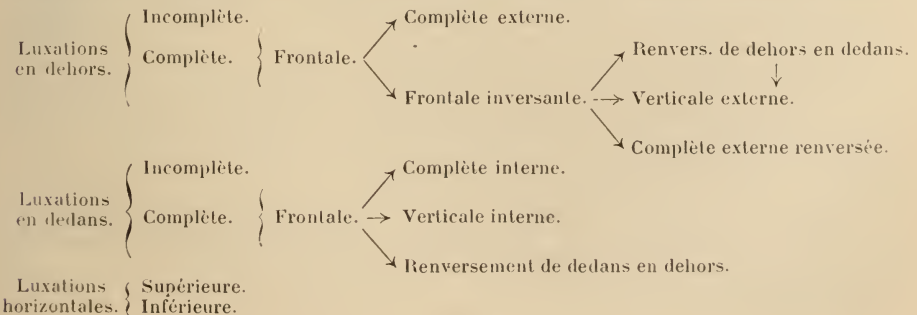 Luxations en dehors.
Incomplète.
Complète.
Frontale.
Complète externe.
Frontale inversante.
Renvers. de dehors en dedans.
Verticale externe.
Complète externe renversée.
Luxations en dedans.
Incomplète.
Complète.
Frontale.
Complète interne.
Verticale interne.
Renversement de dedans en dehors.
Luxations horizontales.
Supérieure.
Inférieure.